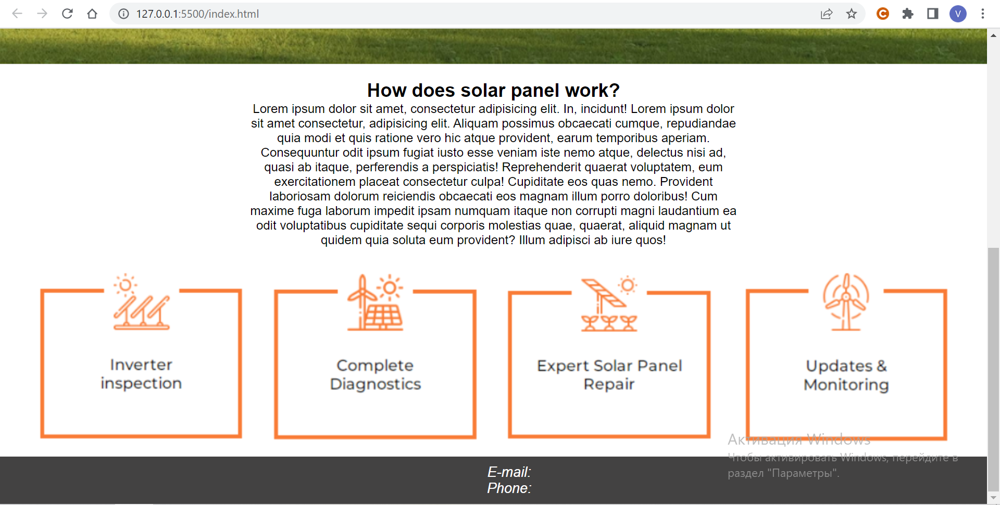 127.0.0.1:5500/index.html
V
How does solar panel work?
Lorem ipsum dolor sit amet, consectetur adipisicing elit. In, incidunt! Lorem ipsum dolor
sit amet consectetur, adipisicing elit. Aliquam possimus obcaecati cumque, repudiandae
quia modi et quis ratione vero hic atque provident, earum temporibus aperiam.
Consequuntur odit ipsum fugiat iusto esse veniam iste nemo atque, delectus nisi ad,
quasi ab itaque, perferendis a perspiciatis! Reprehenderit quaerat voluptatem, eum
exercitationem placeat consectetur culpa! Cupiditate eos quas nemo. Provident
laboriosam dolorum reiciendis obcaecati eos magnam illum porro doloribus! Cum
maxime fuga laborum impedit ipsam numquam itaque non corrupti magni laudantium ea
odit voluptatibus cupiditate sequi corporis molestias quae, quaerat, aliquid magnam ut
quidem quia soluta eum provident? Illum adipisci ab iure quos!
Inverter
inspection
Complete
Diagnostics
Expert Solar Panel
Repair
Updates &
Monitoring
Активация Windows
Чтобы активировать Windows, перейдите в
раздел "Параметры".
E-mail:
Phone: